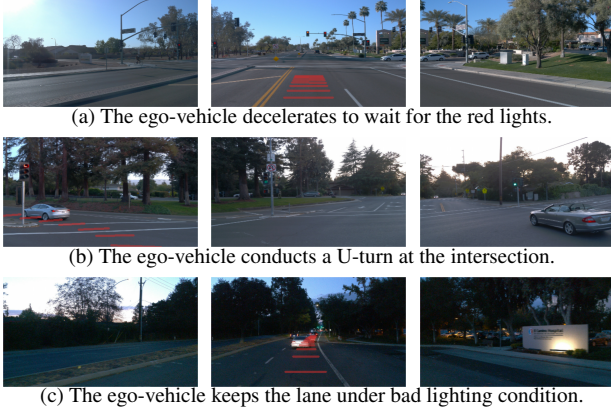 (a) The ego-vehicle decelerates to wait for the red lights.
(b) The ego-vehicle conducts a U-turn at the intersection.
(c) The ego-vehicle keeps the lane under bad lighting condition.